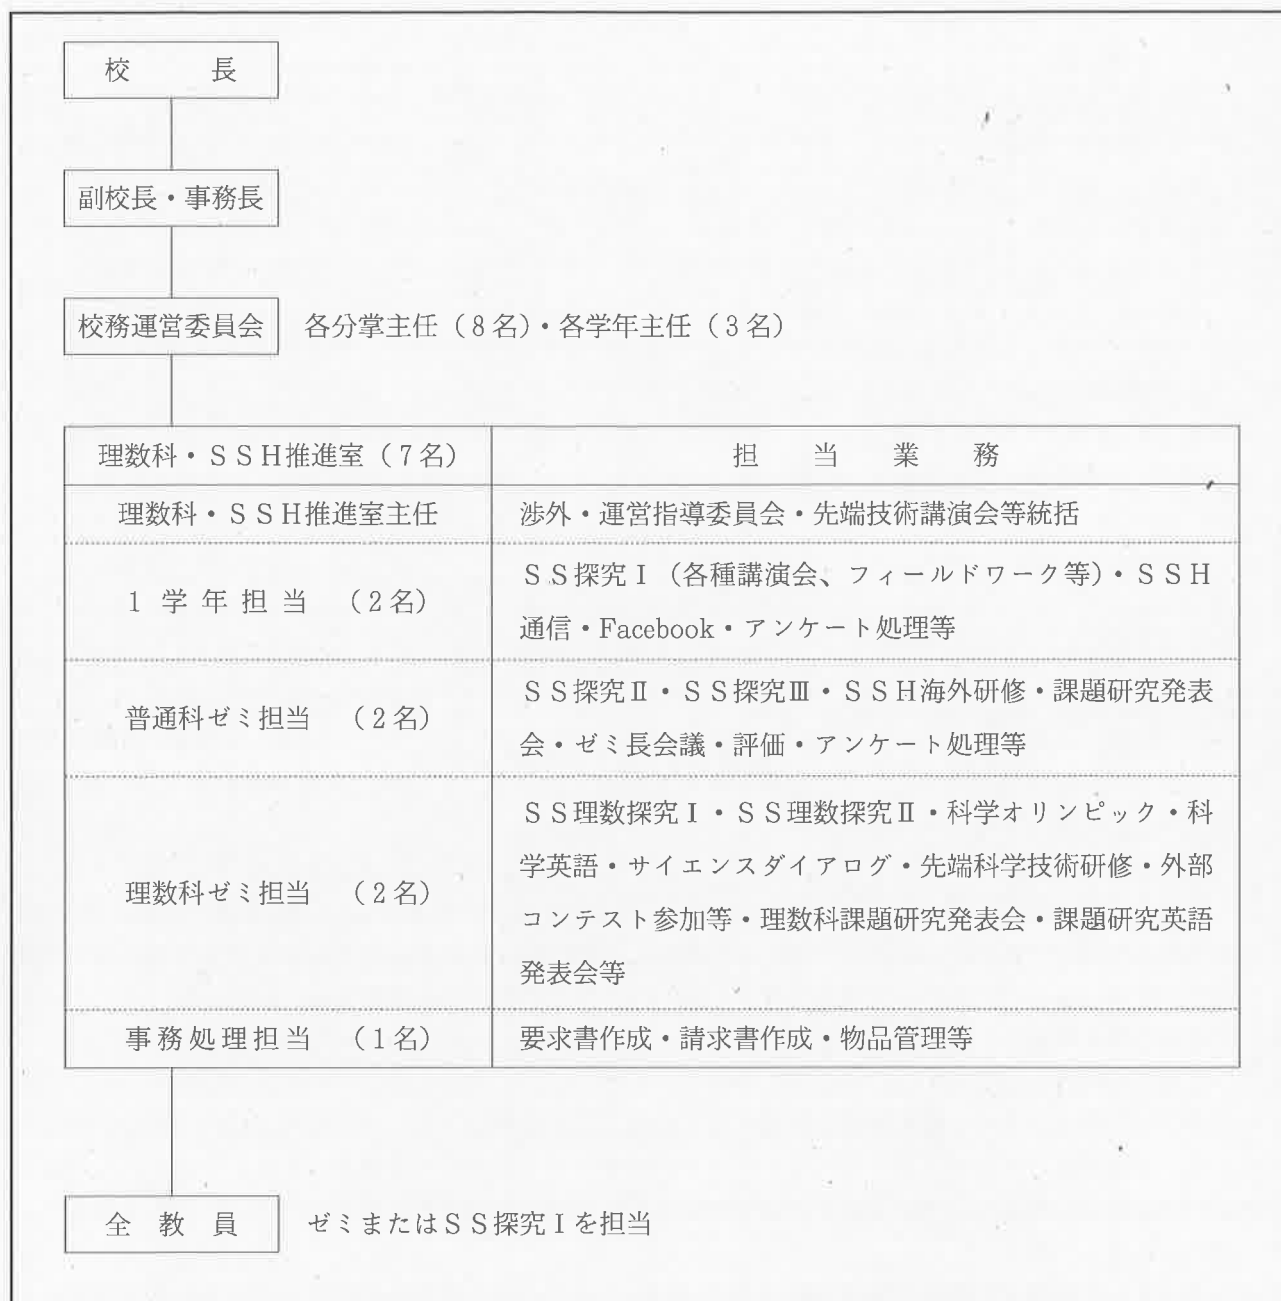 校　　　長
副校長・事務長
校務運営委員会　各分掌主任（８名）・各学年主任（３名）
理数科・ＳＳＨ推進室（７名）　担　当　業　務
理数科・ＳＳＨ推進室主任　渉外・運営指導委員会・先端技術講演会等統括
１学年担当　（２名）　ＳＳ探究Ⅰ（各種講演会、フィールドワーク等）・ＳＳＨ
通信・Facebook・アンケート処理等
普通科ゼミ担当　（２名）　ＳＳ探究Ⅱ・ＳＳ探究Ⅲ・ＳＳＨ海外研修・課題研究発表
会・ゼミ長会議・評価・アンケート処理等
理数科ゼミ担当　（２名）　ＳＳ理数探究Ⅰ・ＳＳ理数探究Ⅱ・科学オリンピック・科
学英語・サイエンスダイアログ・先端科学技術研修・外部
コンテスト参加等・理数科課題研究発表会・課題研究英語
発表会等
事務処理担当　（１名）　要求書作成・請求書作成・物品管理等
全　教　員　ゼミまたはＳＳ探究Ⅰを担当